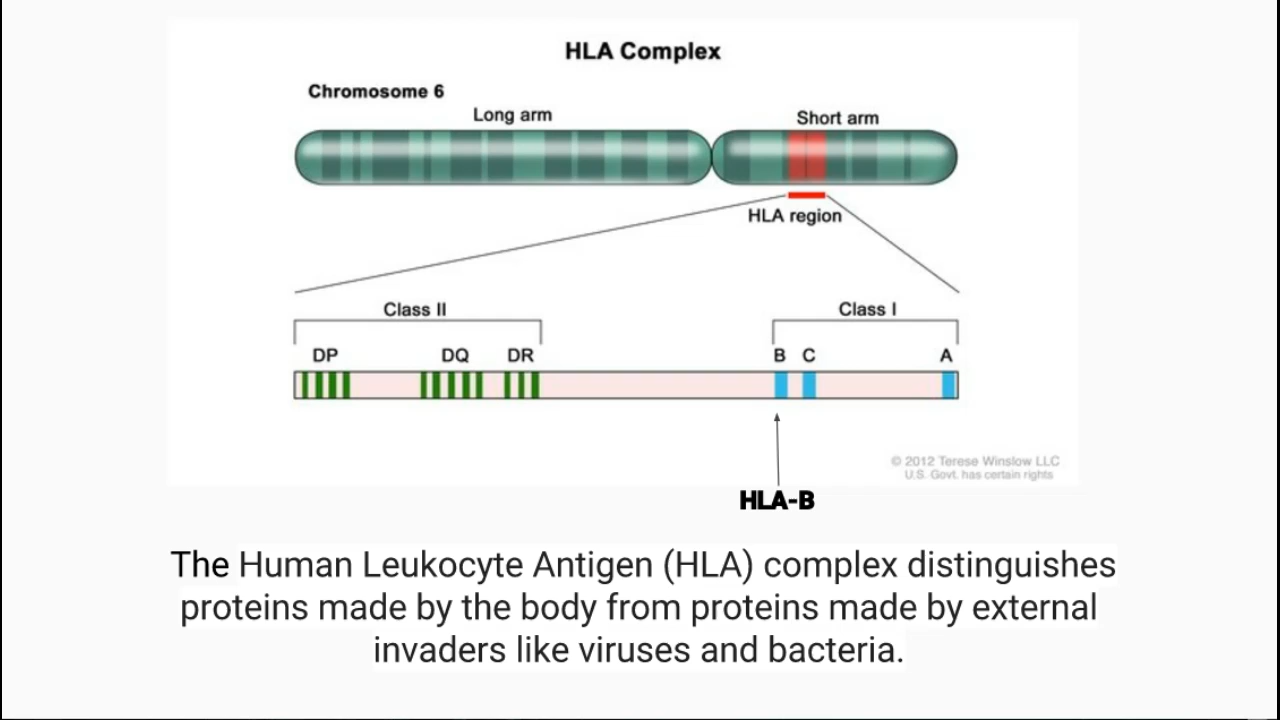 HLA Complex
Chromosome 6
Long arm
Short arm
HLA region
Class II
Class I
DP
DQ
DR
B
C
A
© 2012 Terese Winslow LLC
U.S. Govt. has certain rights
HLA-B
The Human Leukocyte Antigen (HLA) complex distinguishes
proteins made by the body from proteins made by external
invaders like viruses and bacteria.